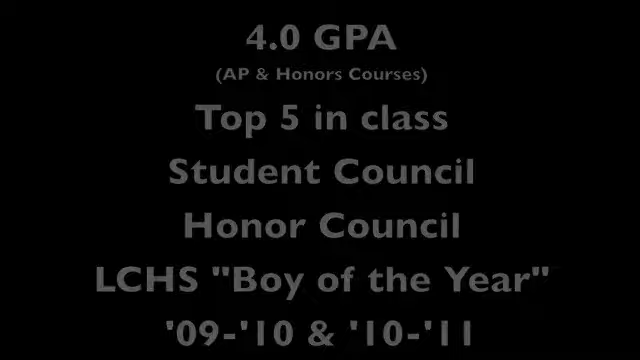 4.0 GPA
(AP & Honors Courses)
Top 5 in class
Student Council
Honor Council
LCHS "Boy of the Year"
'09-'10 & '10-'11